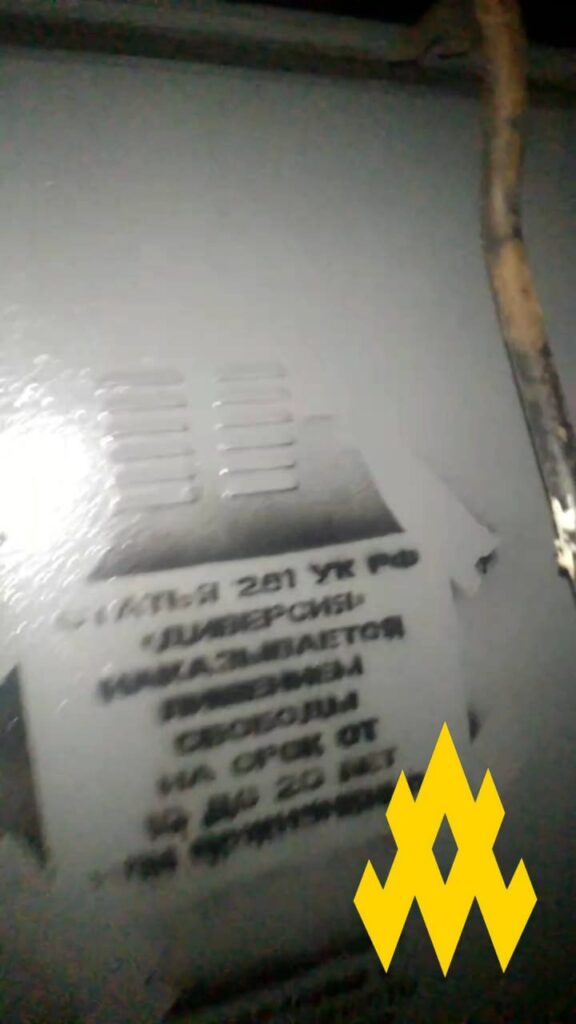 СТАТЬЯ 281 УК РФ
«ДИВЕРСИЯ»
НАКАЗЫВАЕТСЯ
ЛИШЕНИЕМ
СВОБОДЫ
НА СРОК ОТ
10 ДО 20 ЛЕТ